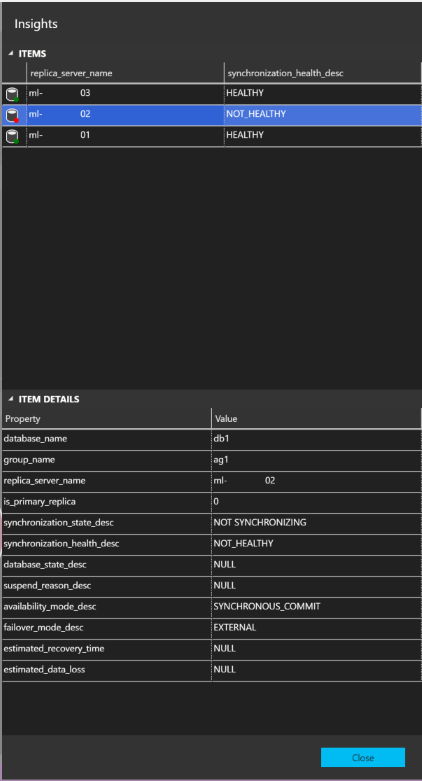 Insights
ITEMS
replica_server_name synchronization_health_desc
ml- 03 HEALTHY
ml- 02 NOT_HEALTHY
ml- 01 HEALTHY
ITEM DETAILS
Property Value
database_name db1
group_name ag1
replica_server_name ml- 02
is_primary_replica 0
synchronization_state_desc NOT SYNCHRONIZING
synchronization_health_desc NOT_HEALTHY
database_state_desc NULL
suspend_reason_desc NULL
availability_mode_desc SYNCHRONOUS_COMMIT
failover_mode_desc EXTERNAL
estimated_recovery_time NULL
estimated_data_loss NULL
Close